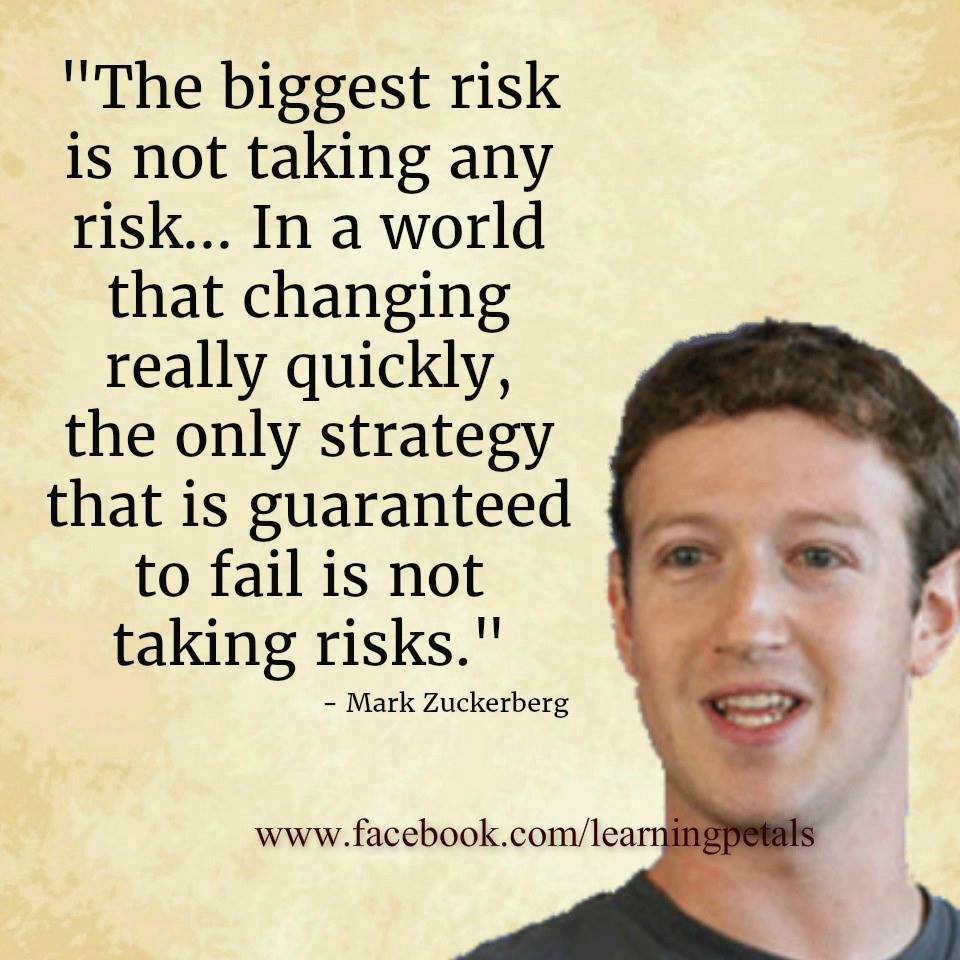 "The biggest risk
is not taking any
risk... In a world
that changing
really quickly,
the only strategy
that is guaranteed
to fail is not
taking risks."
- Mark Zuckerberg
www.facebook.com/learningpetals